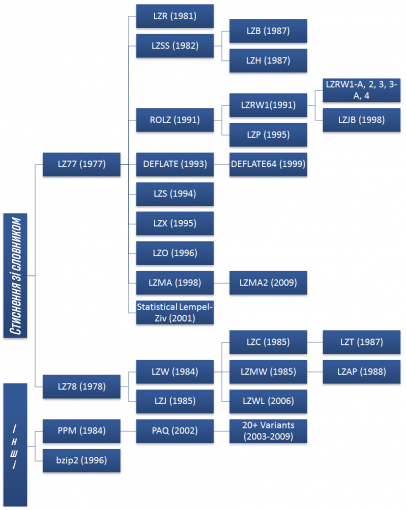 LZR (1981)
LZSS (1982)
LZB (1987)
LZH (1987)
ROLZ (1991)
LZRW1(1991)
LZRW1-A, 2, 3, 3-
A, 4
LZP (1995)
LZJB (1998)
LZ77 (1977)
DEFLATE (1993)
DEFLATE64 (1999)
LZS (1994)
LZX (1995)
LZO (1996)
LZMA (1998)
LZMA2 (2009)
Statistical Lempel-
Ziv (2001)
Стиснення зі словником
LZ78 (1978)
LZW (1984)
LZC (1985)
LZT (1987)
LZMW (1985)
LZAP (1988)
LZJ (1985)
LZWL (2006)
Інші
PPM (1984)
PAQ (2002)
20+ Variants
(2003-2009)
bzip2 (1996)